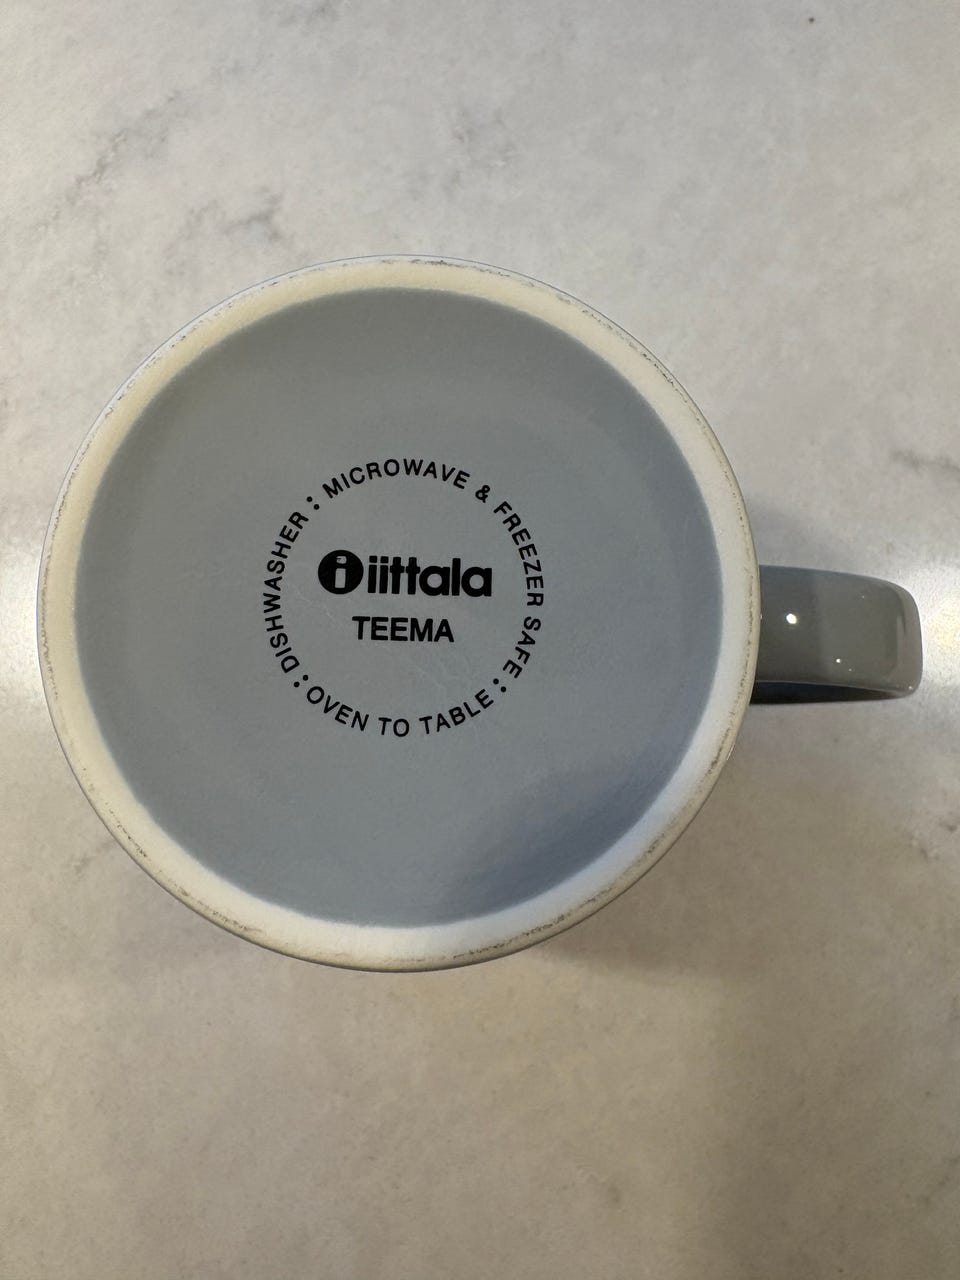 DISHWASHER : MICROWAVE & FREEZER SAFE : OVEN TO TABLE :
i iittala
TEEMA